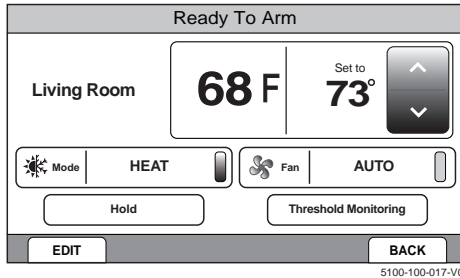 Ready To Arm
Living Room
68 F
Set to
73°
Mode HEAT
Fan AUTO
Hold
Threshold Monitoring
EDIT
BACK
5100-100-017-V0